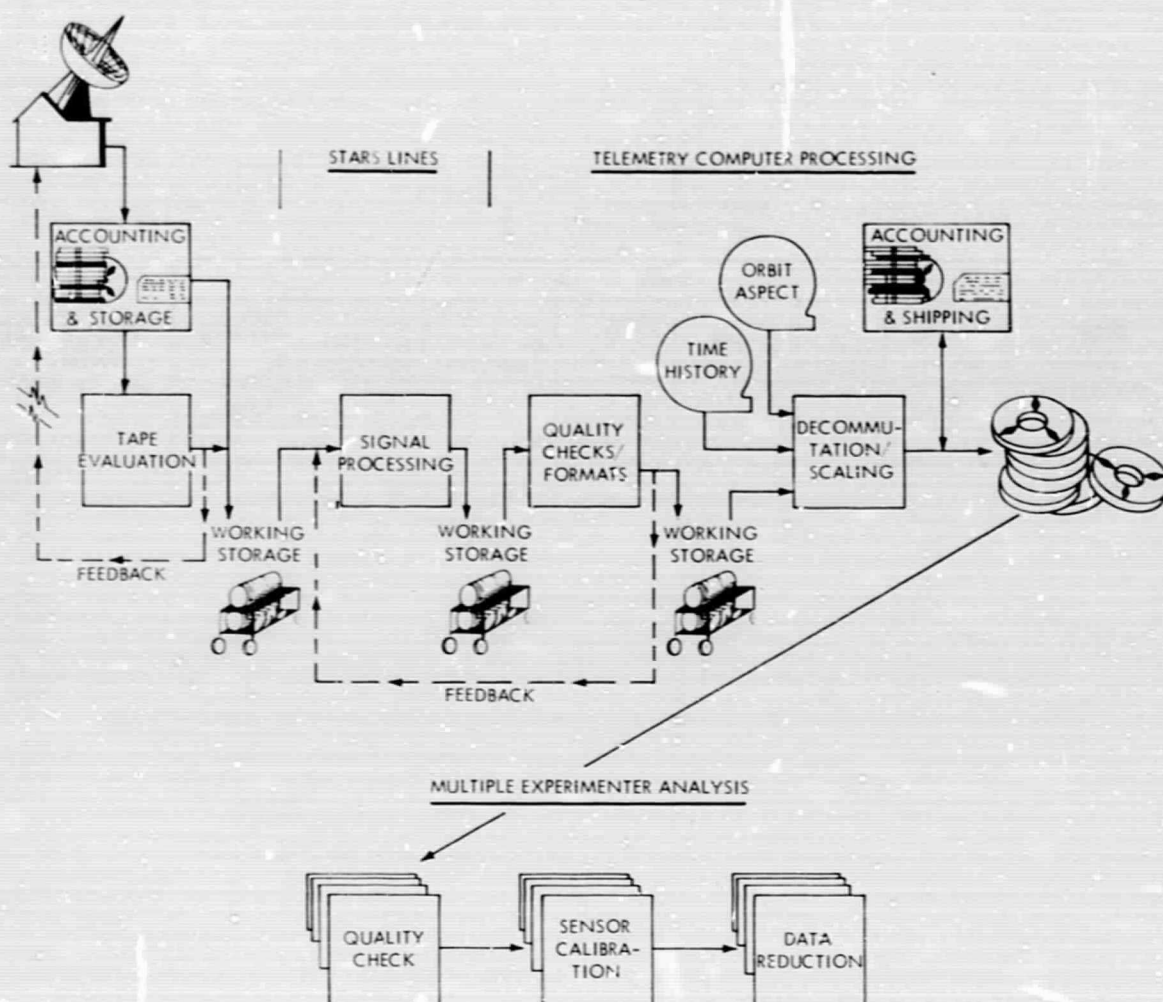 STARS LINES
TELEMETRY COMPUTER PROCESSING
ACCOUNTING
& STORAGE
ORBIT
ASPECT
ACCOUNTING
& SHIPPING
TIME
HISTORY
TAPE
EVALUATION
SIGNAL
PROCESSING
QUALITY
CHECKS/
FORMATS
DECOMMU-
TATION/
SCALING
WORKING
STORAGE
WORKING
STORAGE
WORKING
STORAGE
FEEDBACK
FEEDBACK
MULTIPLE EXPERIMENTER ANALYSIS
QUALITY
CHECK
SENSOR
CALIBRA-
TION
DATA
REDUCTION